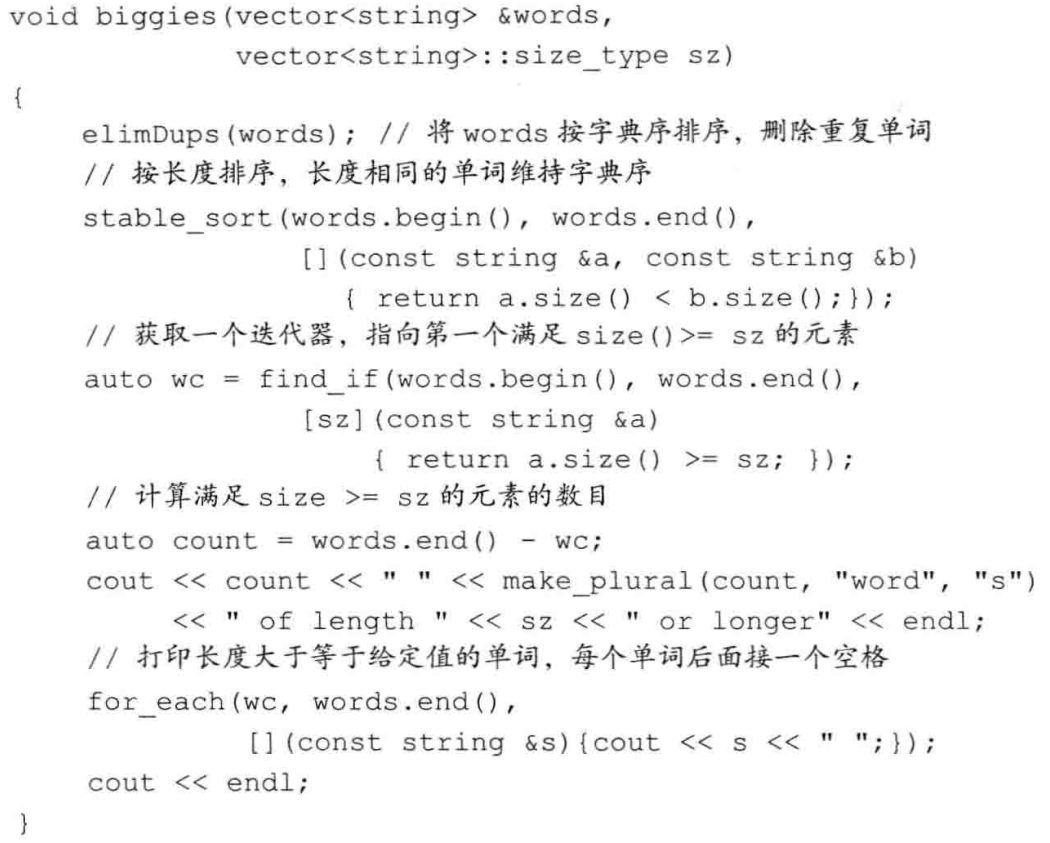 void biggies(vector<string> &words,
             vector<string>::size_type sz)
{
    elimDups(words); // 将 words 按字典序排序，删除重复单词
    // 按长度排序，长度相同的单词维持字典序
    stable_sort(words.begin(), words.end(),
                [](const string &a, const string &b)
                  { return a.size() < b.size();});
    // 获取一个迭代器，指向第一个满足 size()>= sz 的元素
    auto wc = find_if(words.begin(), words.end(),
                [sz](const string &a)
                    { return a.size() >= sz; });
    // 计算满足 size >= sz 的元素的数目
    auto count = words.end() - wc;
    cout << count << " " << make_plural(count, "word", "s")
         << " of length " << sz << " or longer" << endl;
    // 打印长度大于等于给定值的单词，每个单词后面接一个空格
    for_each(wc, words.end(),
             [](const string &s){cout << s << " ";});
    cout << endl;
}